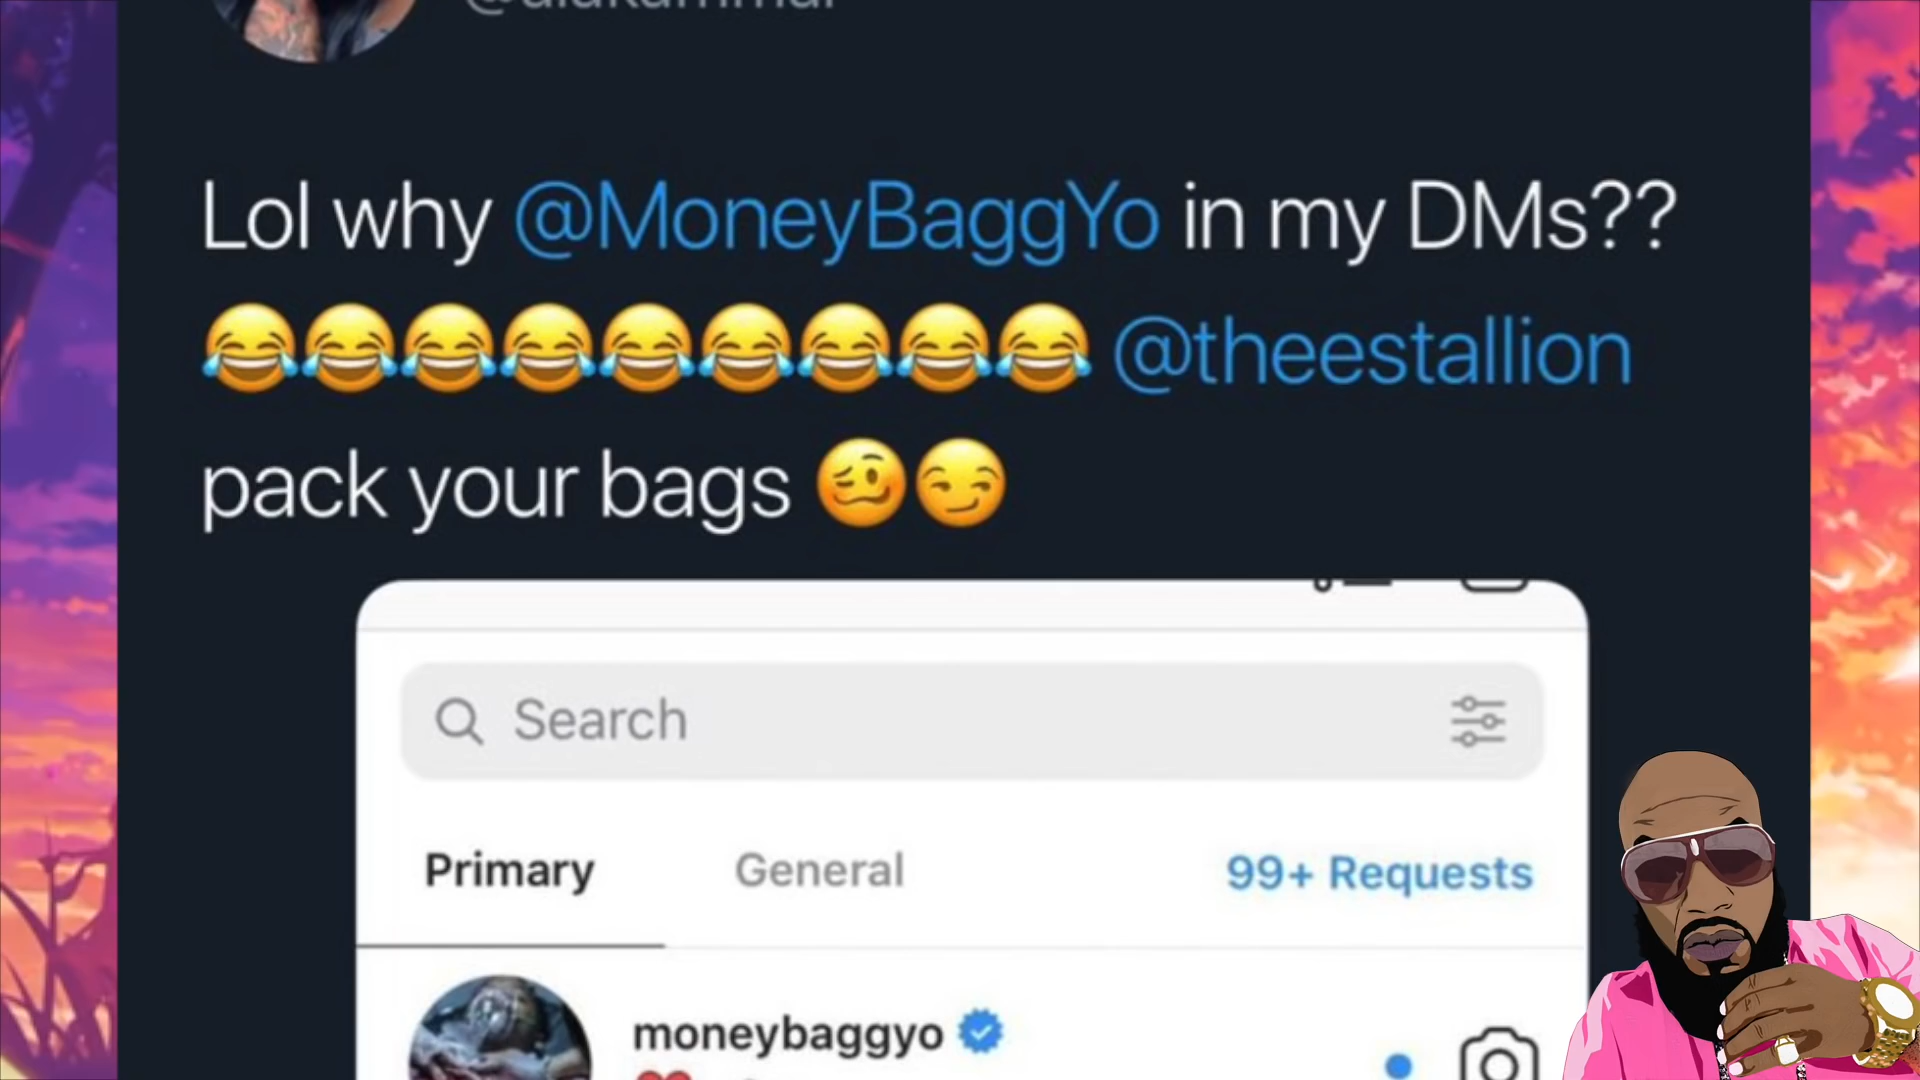 Lol why @MoneyBaggYo in my DMs??
😂😂😂😂😂😂😂😂😂 @theestallion
pack your bags 🥴😏
Search
Primary General 99+ Requests
moneybaggyo